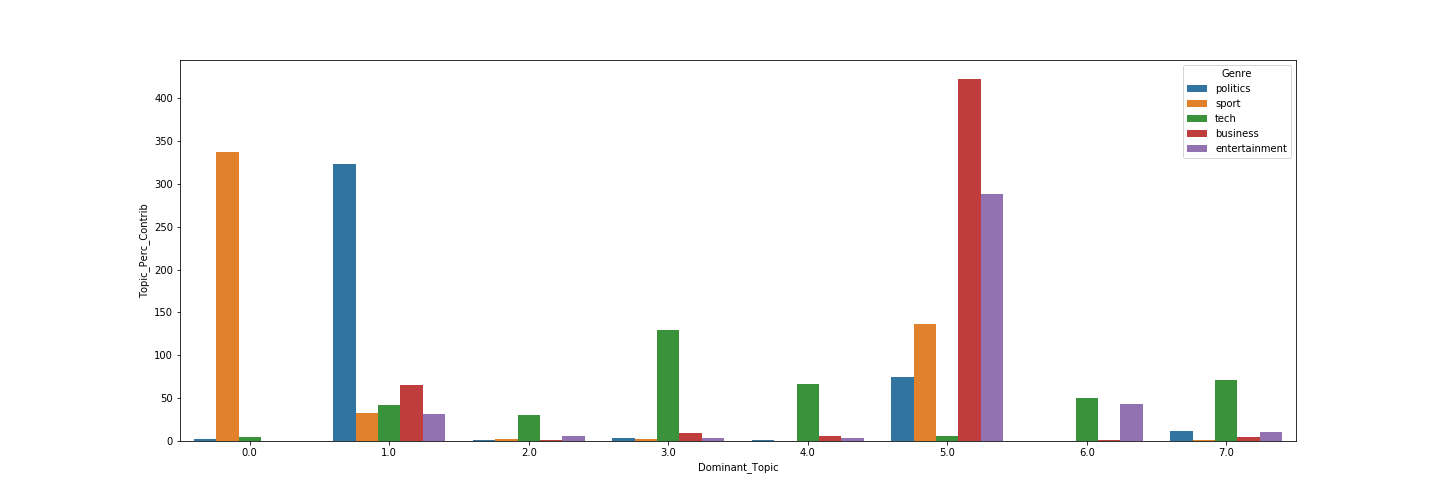 Genre
politics
sport
tech
business
entertainment
400
350
300
250
200
150
100
50
0
Topic_Perc_Contrib
0.0 1.0 2.0 3.0 4.0 5.0 6.0 7.0
Dominant_Topic